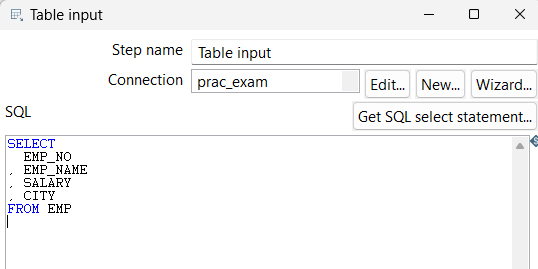 Table input
Step name Table input
Connection prac_exam Edit... New... Wizard...
SQL Get SQL select statement...
SELECT
  EMP_NO
, EMP_NAME
, SALARY
, CITY
FROM EMP